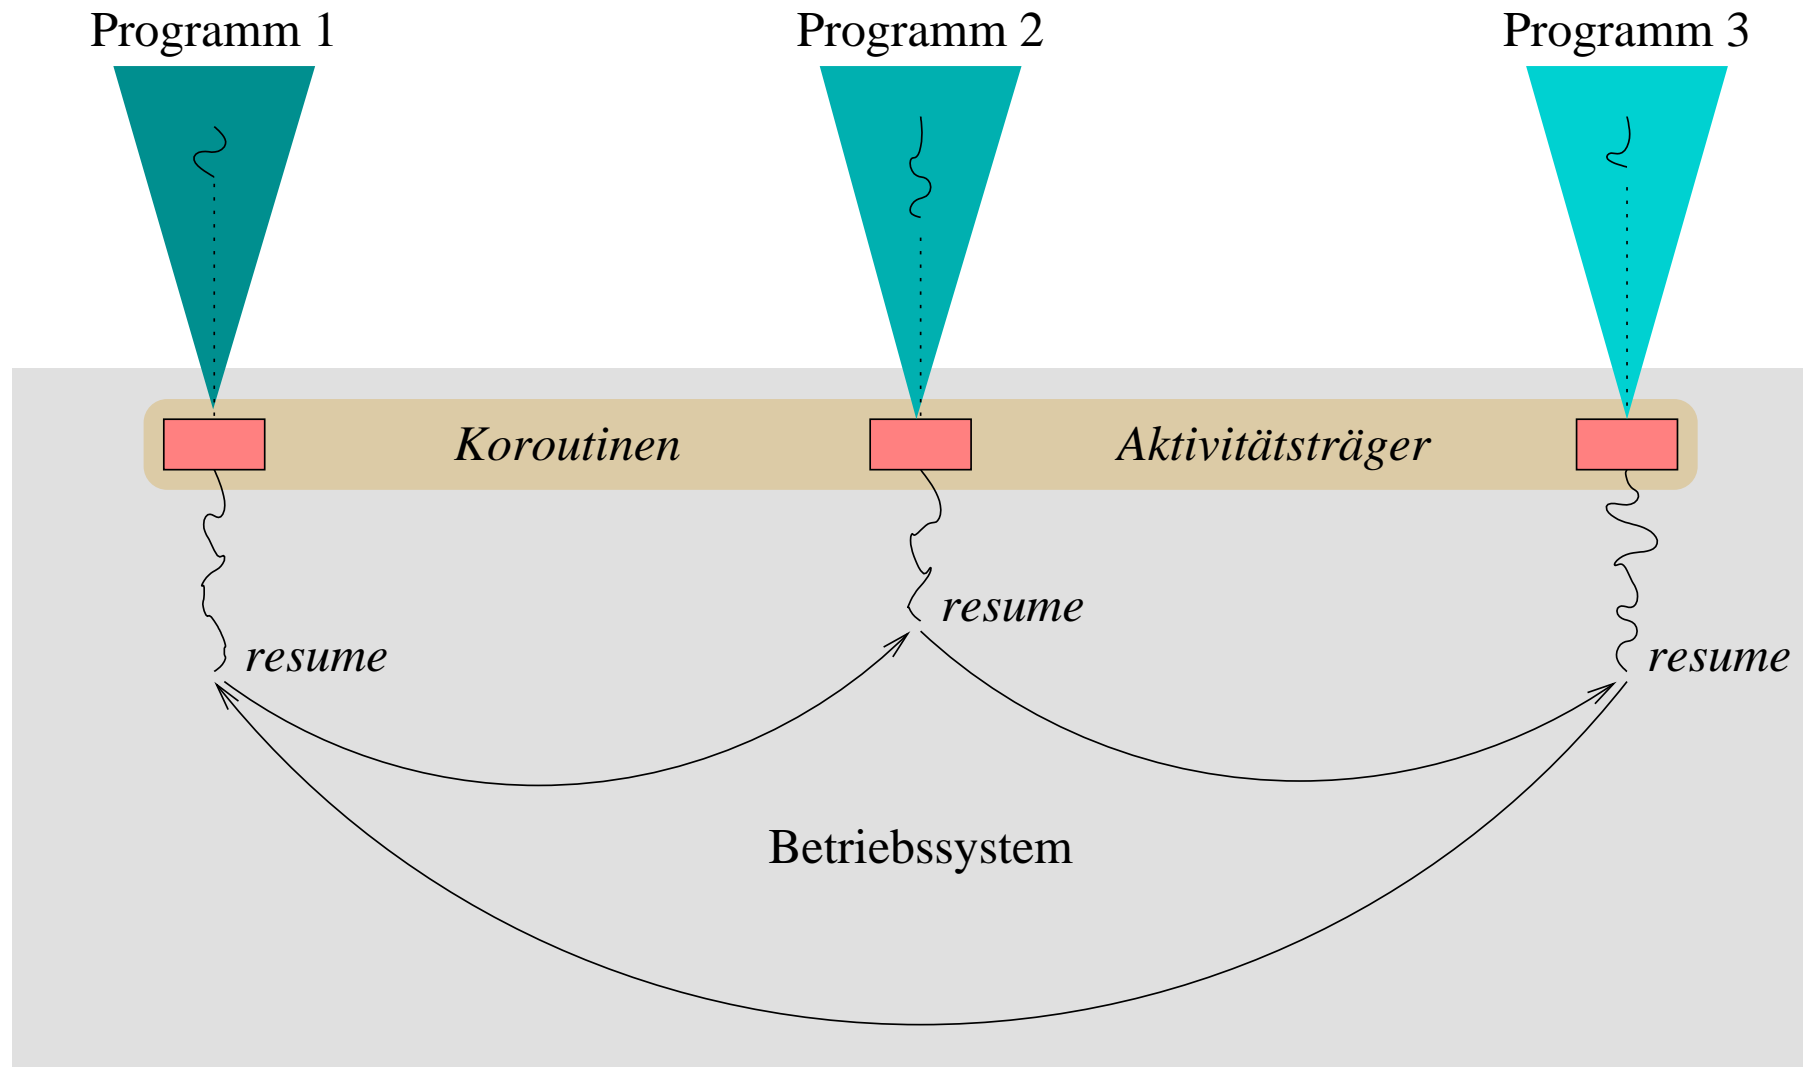 Programm 1
Programm 2
Programm 3
Koroutinen
Aktivitätsträger
resume
resume
resume
Betriebssystem